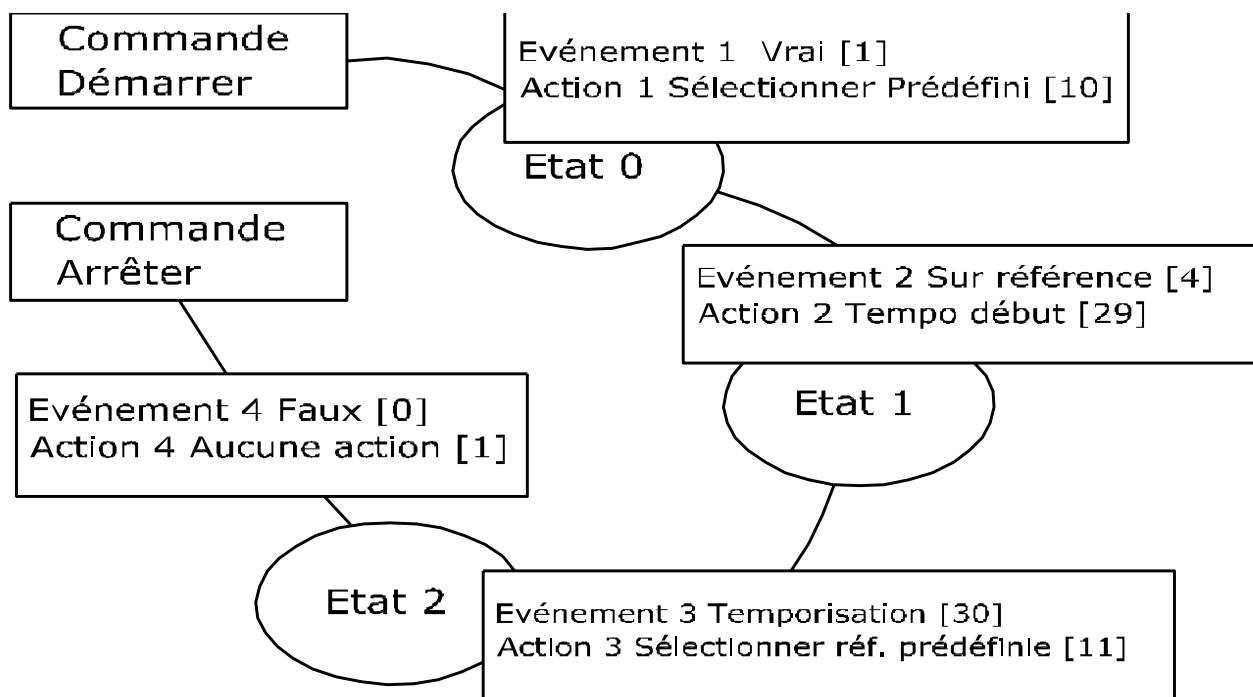 Commande
Démarrer
Evénement 1 Vrai [1]
Action 1 Sélectionner Prédéfini [10]
Etat 0
Commande
Arrêter
Evénement 2 Sur référence [4]
Action 2 Tempo début [29]
Etat 1
Evénement 4 Faux [0]
Action 4 Aucune action [1]
Etat 2
Evénement 3 Temporisation [30]
Action 3 Sélectionner réf. prédéfinie [11]